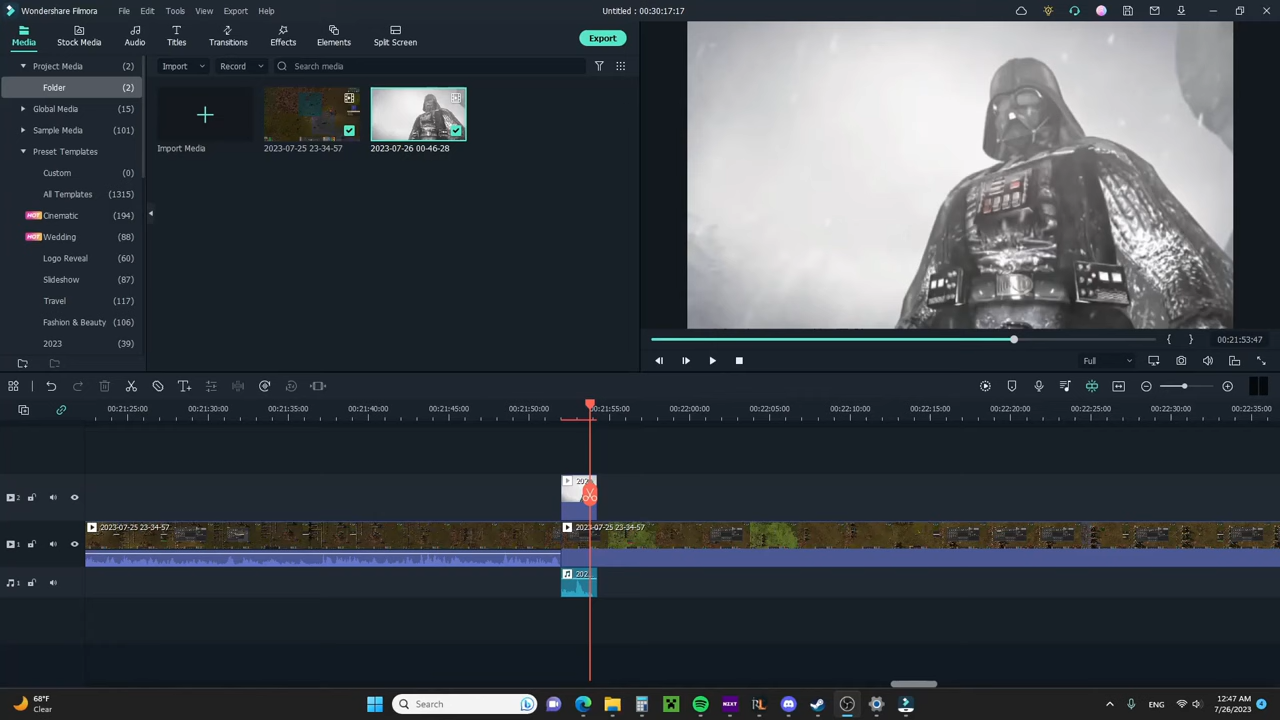 Wondershare Filmora File Edit Tools View Export Help Untitled : 00:30:17:17
Media Stock Media Audio Titles Transitions Effects Elements Split Screen Export
Project Media (2) Import Record Search media
Folder (2)
Global Media (15)
Sample Media (101)
Preset Templates Import Media 2023-07-25 23-34-57 2023-07-26 00-46-28
Custom (0)
All Templates (1315)
HOT Cinematic (194)
HOT Wedding (88)
Logo Reveal (60)
Slideshow (87)
Travel (117)
Fashion & Beauty (106)
2023 (39)
{ } 00:21:53:47
Full
00:21:25:00 00:21:30:00 00:21:35:00 00:21:40:00 00:21:45:00 00:21:50:00 00:21:55:00 00:22:00:00 00:22:05:00 00:22:10:00 00:22:15:00 00:22:20:00 00:22:25:00 00:22:30:00 00:22:35:00
2 202
1 2023-07-25 23-34-57 2023-07-25 23-34-57
1 202...
68°F
Clear
Search
NXT
ENG
12:47 AM
7/26/2023